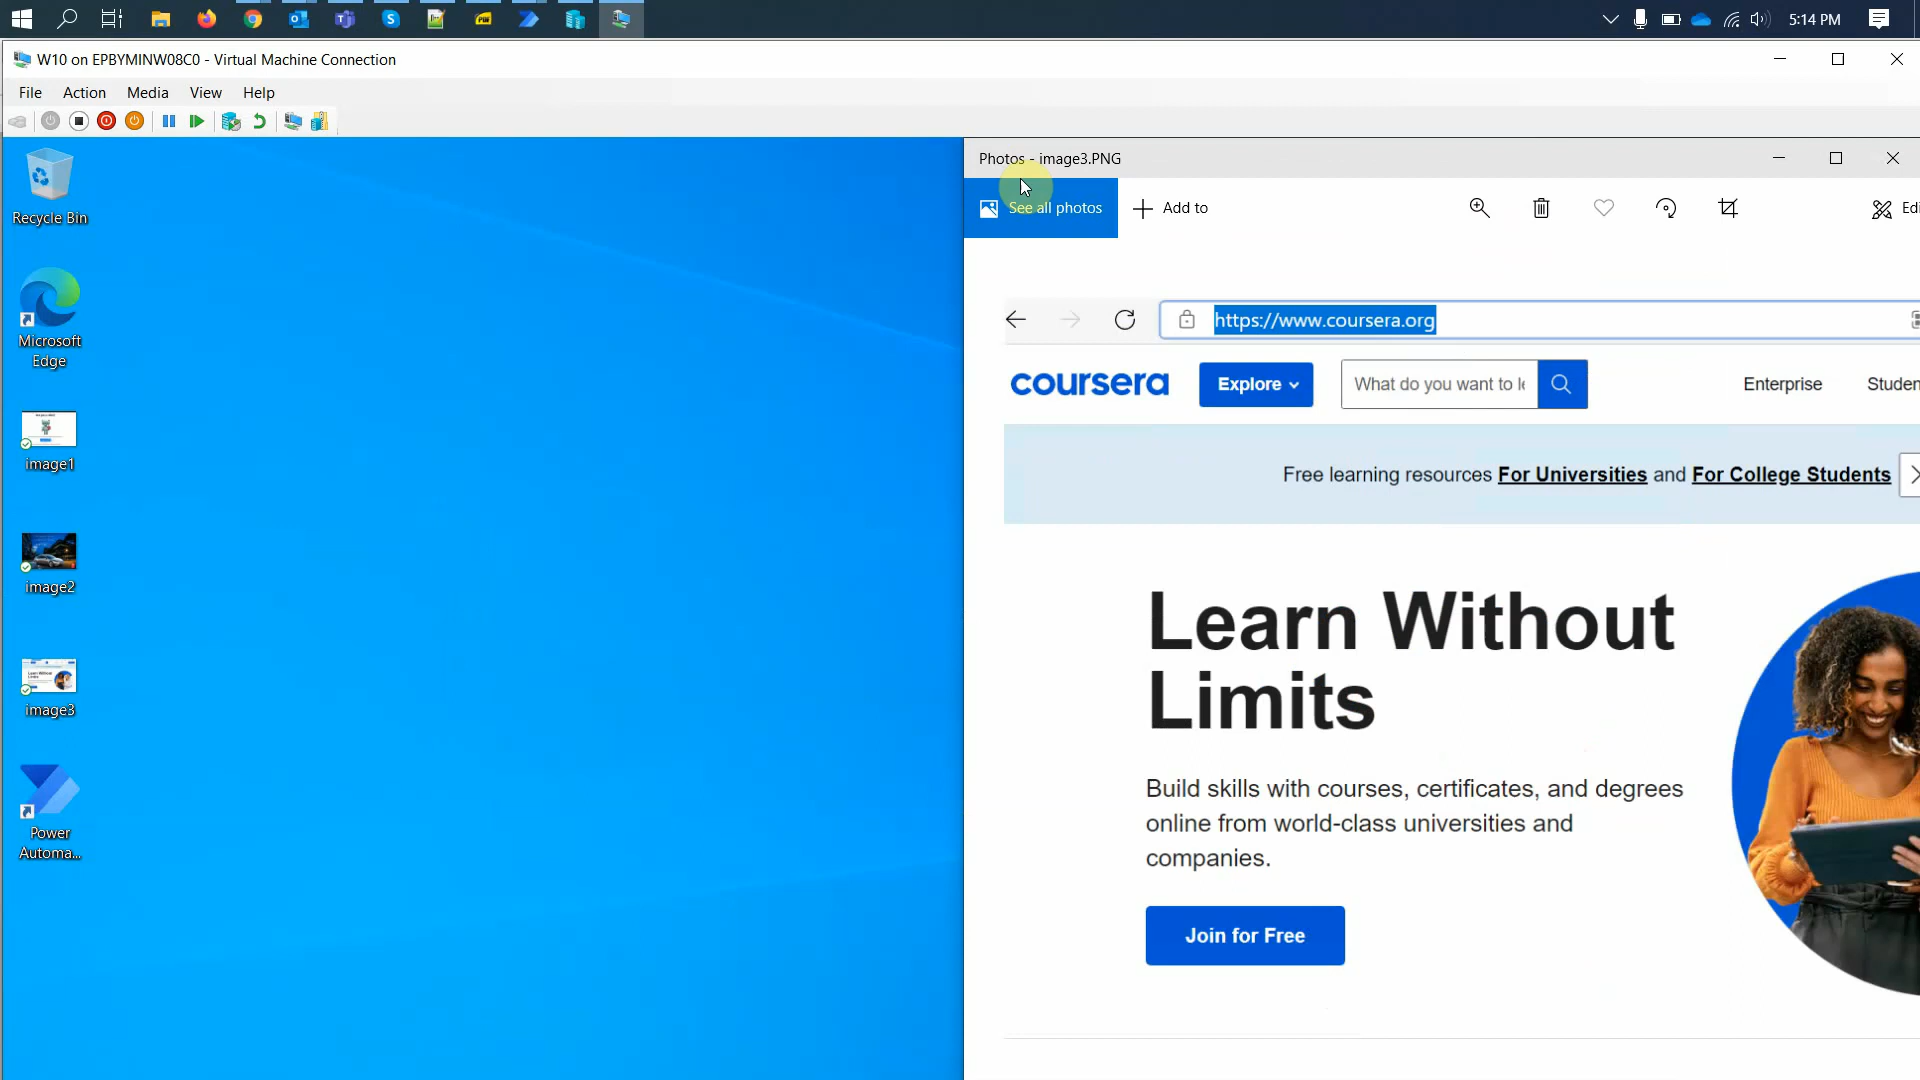 5:14 PM
W10 on EPBYMINW08C0 - Virtual Machine Connection
File Action Media View Help
Recycle Bin
Microsoft
Edge
image1
image2
image3
Power
Automa...
Photos - image3.PNG
See all photos
Add to
Edi
https://www.coursera.org
coursera
Explore
What do you want to le
Enterprise
Studen
Free learning resources For Universities and For College Students
Learn Without
Limits
Build skills with courses, certificates, and degrees
online from world-class universities and
companies.
Join for Free